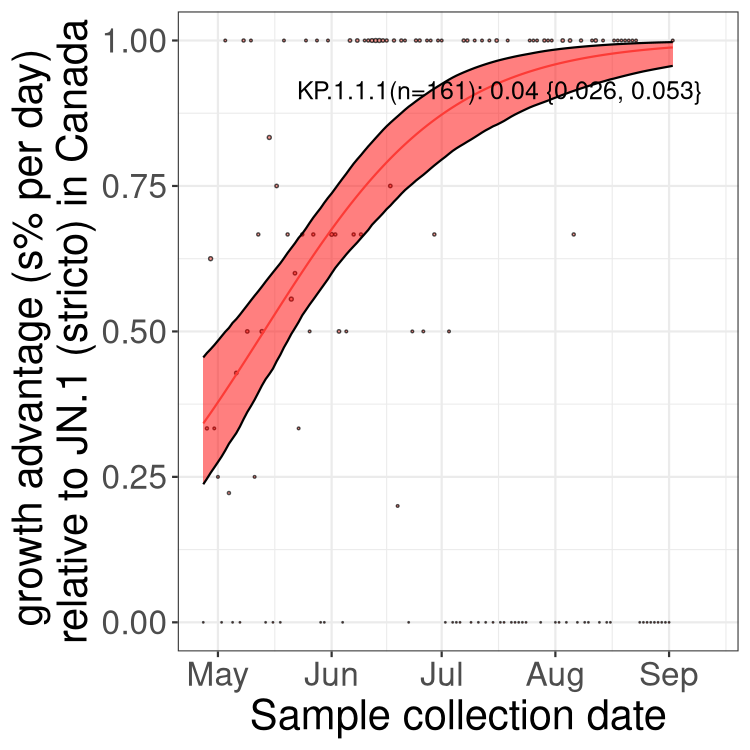 growth advantage (s% per day)
relative to JN.1 (stricto) in Canada
1.00
0.75
0.50
0.25
0.00
KP.1.1.1(n=161): 0.04 {0.026, 0.053}
May Jun Jul Aug Sep
Sample collection date